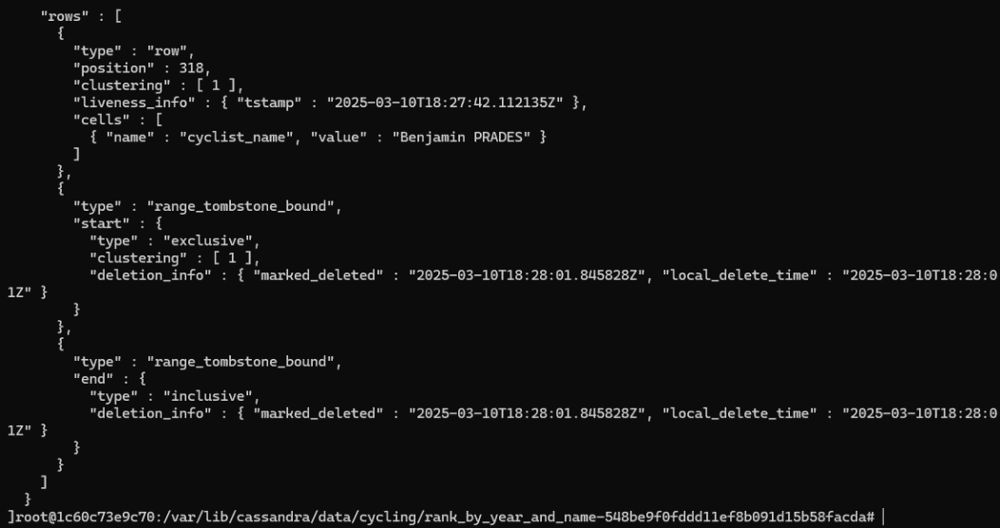 "rows" : [
{
"type" : "row",
"position" : 318,
"clustering" : [ 1 ],
"liveness_info" : { "tstamp" : "2025-03-10T18:27:42.112135Z" },
"cells" : [
{ "name" : "cyclist_name", "value" : "Benjamin PRADES" }
]
},
{
"type" : "range_tombstone_bound",
"start" : {
"type" : "exclusive",
"clustering" : [ 1 ],
"deletion_info" : { "marked_deleted" : "2025-03-10T18:28:01.845828Z", "local_delete_time" : "2025-03-10T18:28:0
1Z" }
}
},
{
"type" : "range_tombstone_bound",
"end" : {
"type" : "inclusive",
"deletion_info" : { "marked_deleted" : "2025-03-10T18:28:01.845828Z", "local_delete_time" : "2025-03-10T18:28:0
1Z" }
}
}
]
}
]root@1c60c73e9c70:/var/lib/cassandra/data/cycling/rank_by_year_and_name-548be9f0fddd11ef8b091d15b58facda#